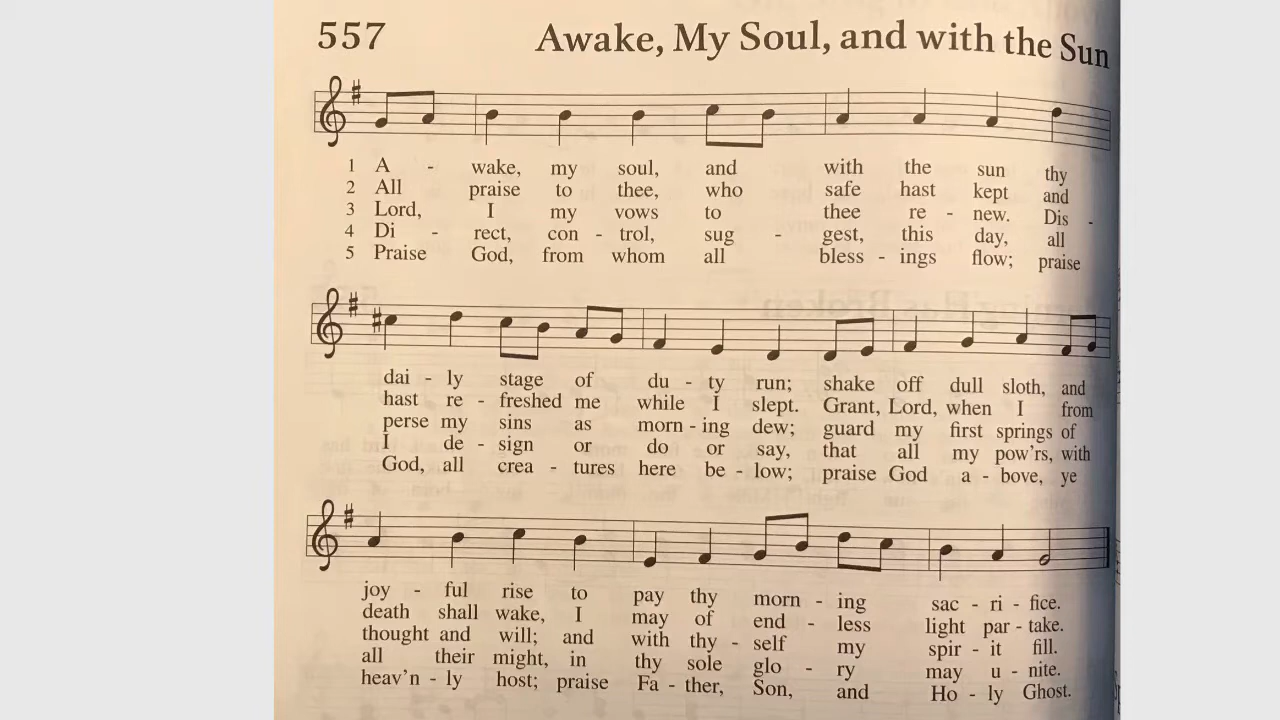 557 Awake, My Soul, and with the Sun
1 A - wake, my soul, and with the sun thy
2 All praise to thee, who safe hast kept and
3 Lord, I my vows to thee re - new. Dis -
4 Di - rect, con - trol, sug - gest, this day, all
5 Praise God, from whom all bless - ings flow; praise
dai - ly stage of du - ty run; shake off dull sloth, and
hast re - freshed me while I slept. Grant, Lord, when I from
perse my sins as morn - ing dew; guard my first springs of
I de - sign or do or say, that all my pow'rs, with
God, all crea - tures here be - low; praise God a - bove, ye
joy - ful rise to pay thy morn - ing sac - ri - fice.
death shall wake, I may of end - less light par - take.
thought and will; and with thy - self my spir - it fill.
all their might, in thy sole glo - ry may u - nite.
heav'n - ly host; praise Fa - ther, Son, and Ho - ly Ghost.